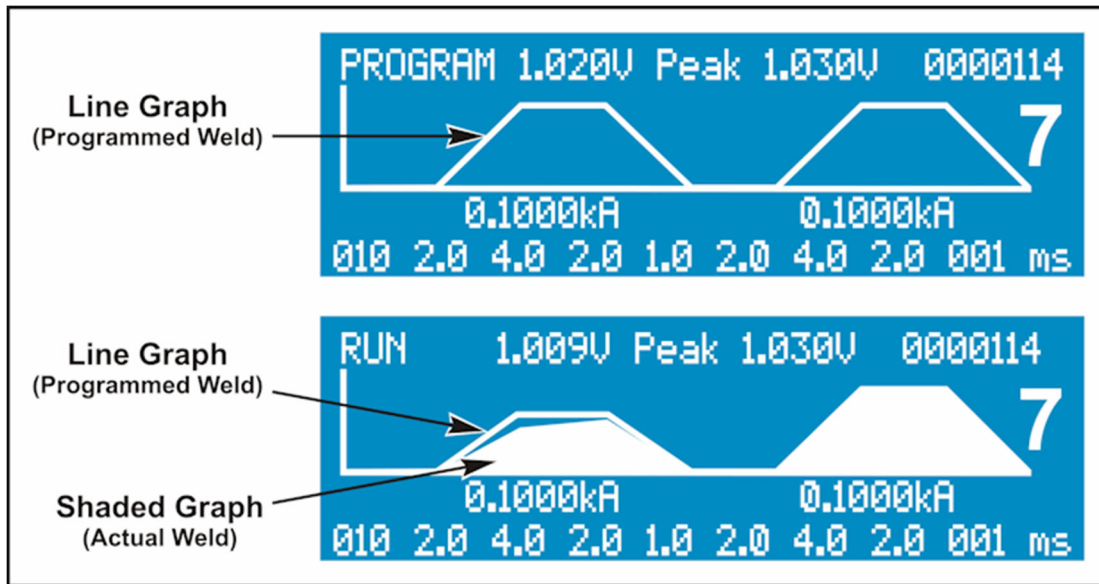 PROGRAM 1.020V Peak 1.030V 0000114
Line Graph
(Programmed Weld)
7
0.1000kA 0.1000kA
010 2.0 4.0 2.0 1.0 2.0 4.0 2.0 001 ms
RUN 1.009V Peak 1.030V 0000114
Line Graph
(Programmed Weld)
7
Shaded Graph
(Actual Weld)
0.1000kA 0.1000kA
010 2.0 4.0 2.0 1.0 2.0 4.0 2.0 001 ms